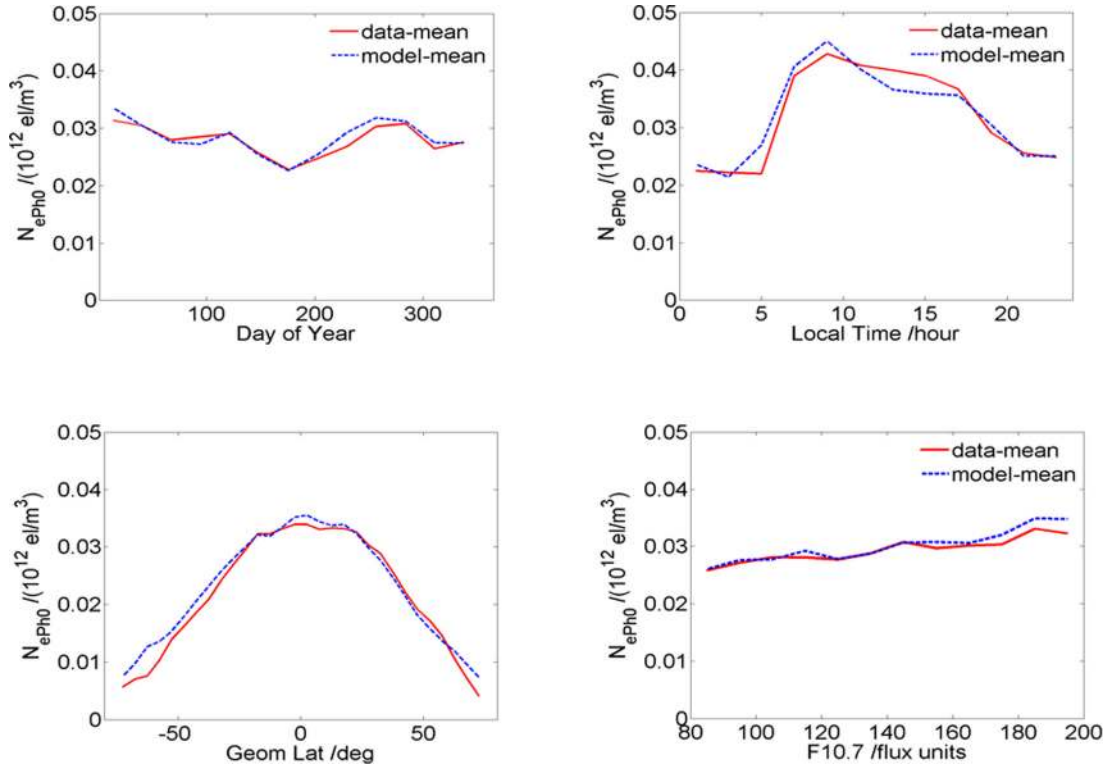 0.05
0.04
0.03
0.02
0.01
0
N_ePh0 /(10^12 el/m^3)
data-mean
model-mean
100 200 300
Day of Year
0.05
0.04
0.03
0.02
0.01
0
N_ePh0 /(10^12 el/m^3)
data-mean
model-mean
0 5 10 15 20
Local Time /hour
0.05
0.04
0.03
0.02
0.01
0
N_ePh0 /(10^12 el/m^3)
-50 0 50
Geom Lat /deg
0.05
0.04
0.03
0.02
0.01
0
N_ePh0 /(10^12 el/m^3)
data-mean
model-mean
80 100 120 140 160 180 200
F10.7 /flux units